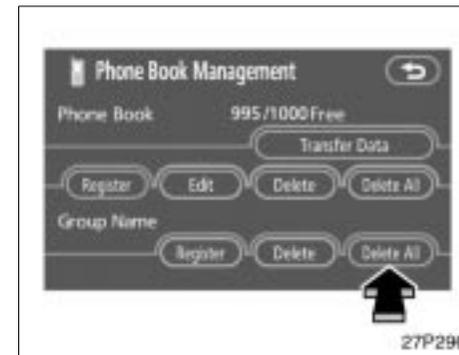 Phone Book Management
Phone Book 995/1000 Free
Transfer Data
Register Edit Delete Delete All
Group Name
Register Delete Delete All
27P296